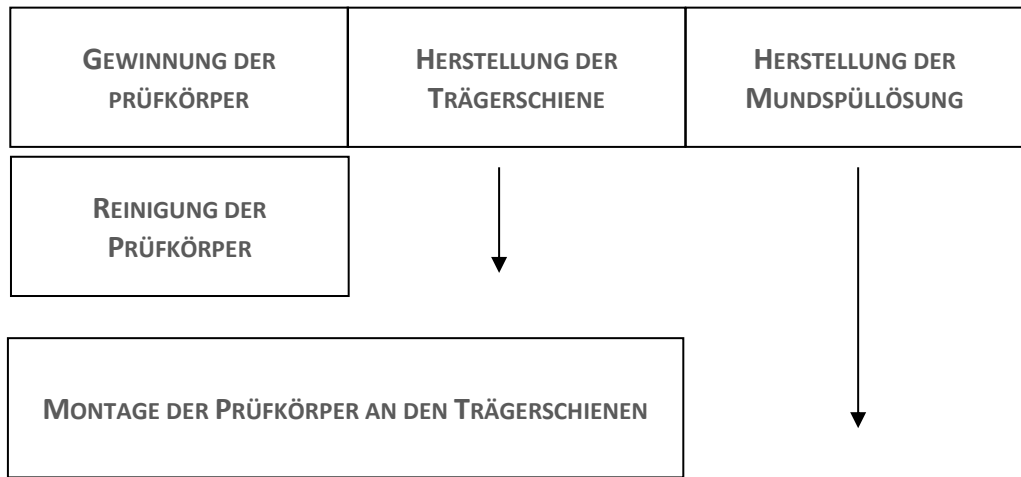 GEWINNUNG DER
PRÜFKÖRPER
HERSTELLUNG DER
TRÄGERSCHIENE
HERSTELLUNG DER
MUNDSPÜLLÖSUNG
REINIGUNG DER
PRÜFKÖRPER
MONTAGE DER PRÜFKÖRPER AN DEN TRÄGERSCHIENEN